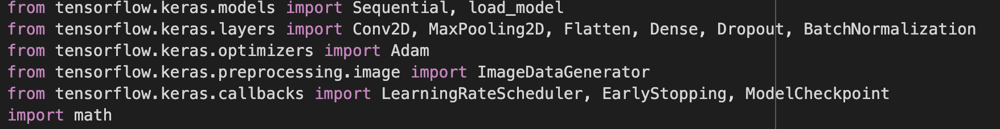 from tensorflow.keras.models import Sequential, load_model
from tensorflow.keras.layers import Conv2D, MaxPooling2D, Flatten, Dense, Dropout, BatchNormalization
from tensorflow.keras.optimizers import Adam
from tensorflow.keras.preprocessing.image import ImageDataGenerator
from tensorflow.keras.callbacks import LearningRateScheduler, EarlyStopping, ModelCheckpoint
import math